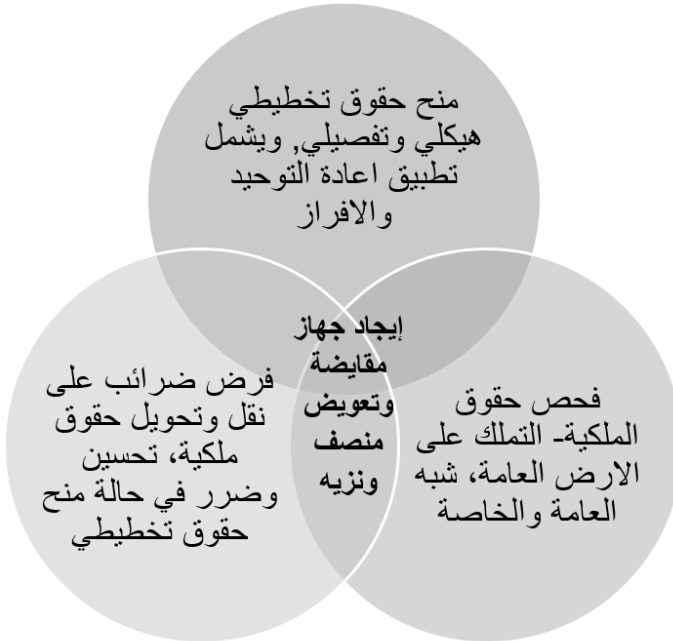 منح حقوق تخطيطي
هيكلي وتفصيلي, ويشمل
تطبيق اعادة التوحيد
والافراز
إيجاد جهاز
مقايضة
وتعويض
منصف
ونزيه
فحص حقوق
الملكية- التملك على
الارض العامة، شبه
العامة والخاصة
فرض ضرائب على
نقل وتحويل حقوق
ملكية، تحسين
وضرر في حالة منح
حقوق تخطيطي